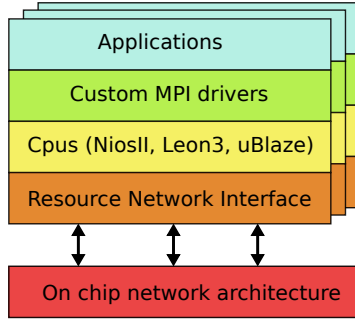 Applications
Custom MPI drivers
Cpus (NiosII, Leon3, uBlaze)
Resource Network Interface
On chip network architecture